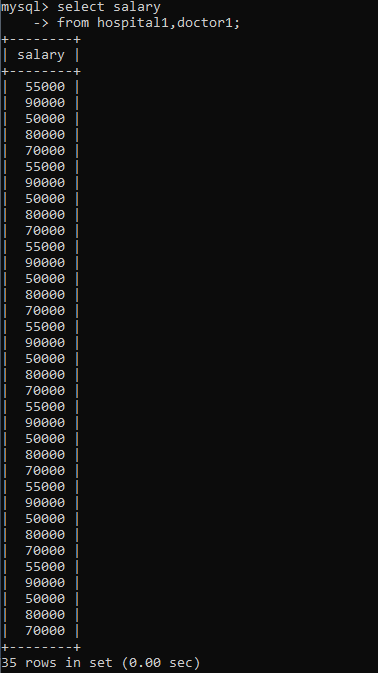 mysql> select salary
    -> from hospital1,doctor1;
+--------+
| salary |
+--------+
|  55000 |
|  90000 |
|  50000 |
|  80000 |
|  70000 |
|  55000 |
|  90000 |
|  50000 |
|  80000 |
|  70000 |
|  55000 |
|  90000 |
|  50000 |
|  80000 |
|  70000 |
|  55000 |
|  90000 |
|  50000 |
|  80000 |
|  70000 |
|  55000 |
|  90000 |
|  50000 |
|  80000 |
|  70000 |
|  55000 |
|  90000 |
|  50000 |
|  80000 |
|  70000 |
|  55000 |
|  90000 |
|  50000 |
|  80000 |
|  70000 |
+--------+
35 rows in set (0.00 sec)